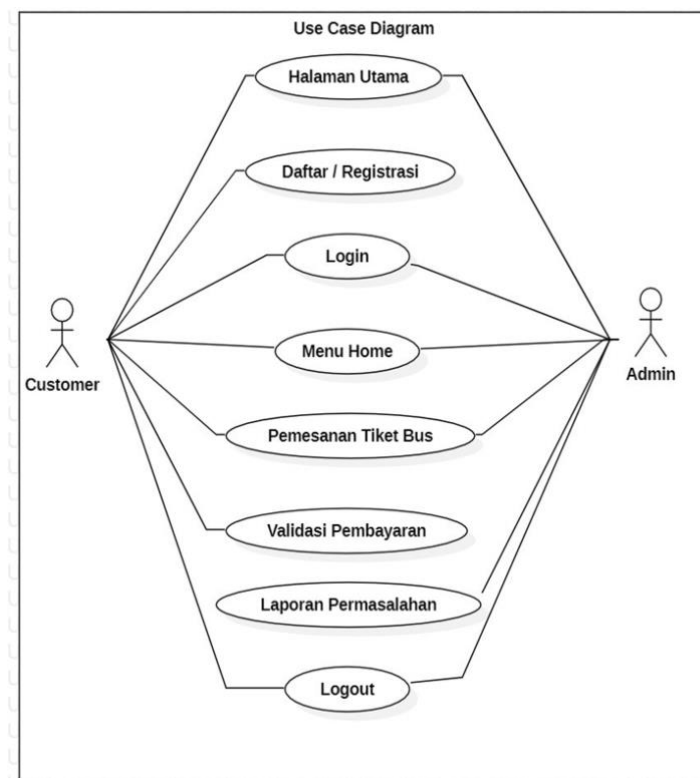 Use Case Diagram
Halaman Utama
Daftar / Registrasi
Login
Menu Home
Customer
Admin
Pemesanan Tiket Bus
Validasi Pembayaran
Laporan Permasalahan
Logout